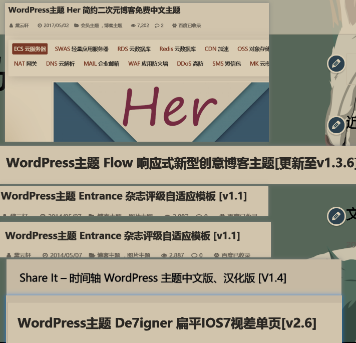 WordPress主题 Her 简约二次元博客免费中文主题
2017/05/02
ECS 云服务器 SWAS 轻量应用服务器 RDS 云数据库 Redis 云数据库 CDN 加速 OSS 对象存储
NAT 网关 DNS 云解析 MAIL 企业邮箱 WAF 应用防火墙 DDoS 高防 SMS 短信包 MK 云市
Her
近
WordPress主题 Flow 响应式新型创意博客主题[更新至v1.3.6]
WordPress主题 Entrance 杂志评级自适应模板 [v1.1]
文
WordPress主题 Entrance 杂志评级自适应模板 [v1.1]
2014/05/07 2,887 0
Share It – 时间轴 WordPress 主题中文版、汉化版 [V1.4]
WordPress主题 De7igner 扁平IOS7视差单页[v2.6]